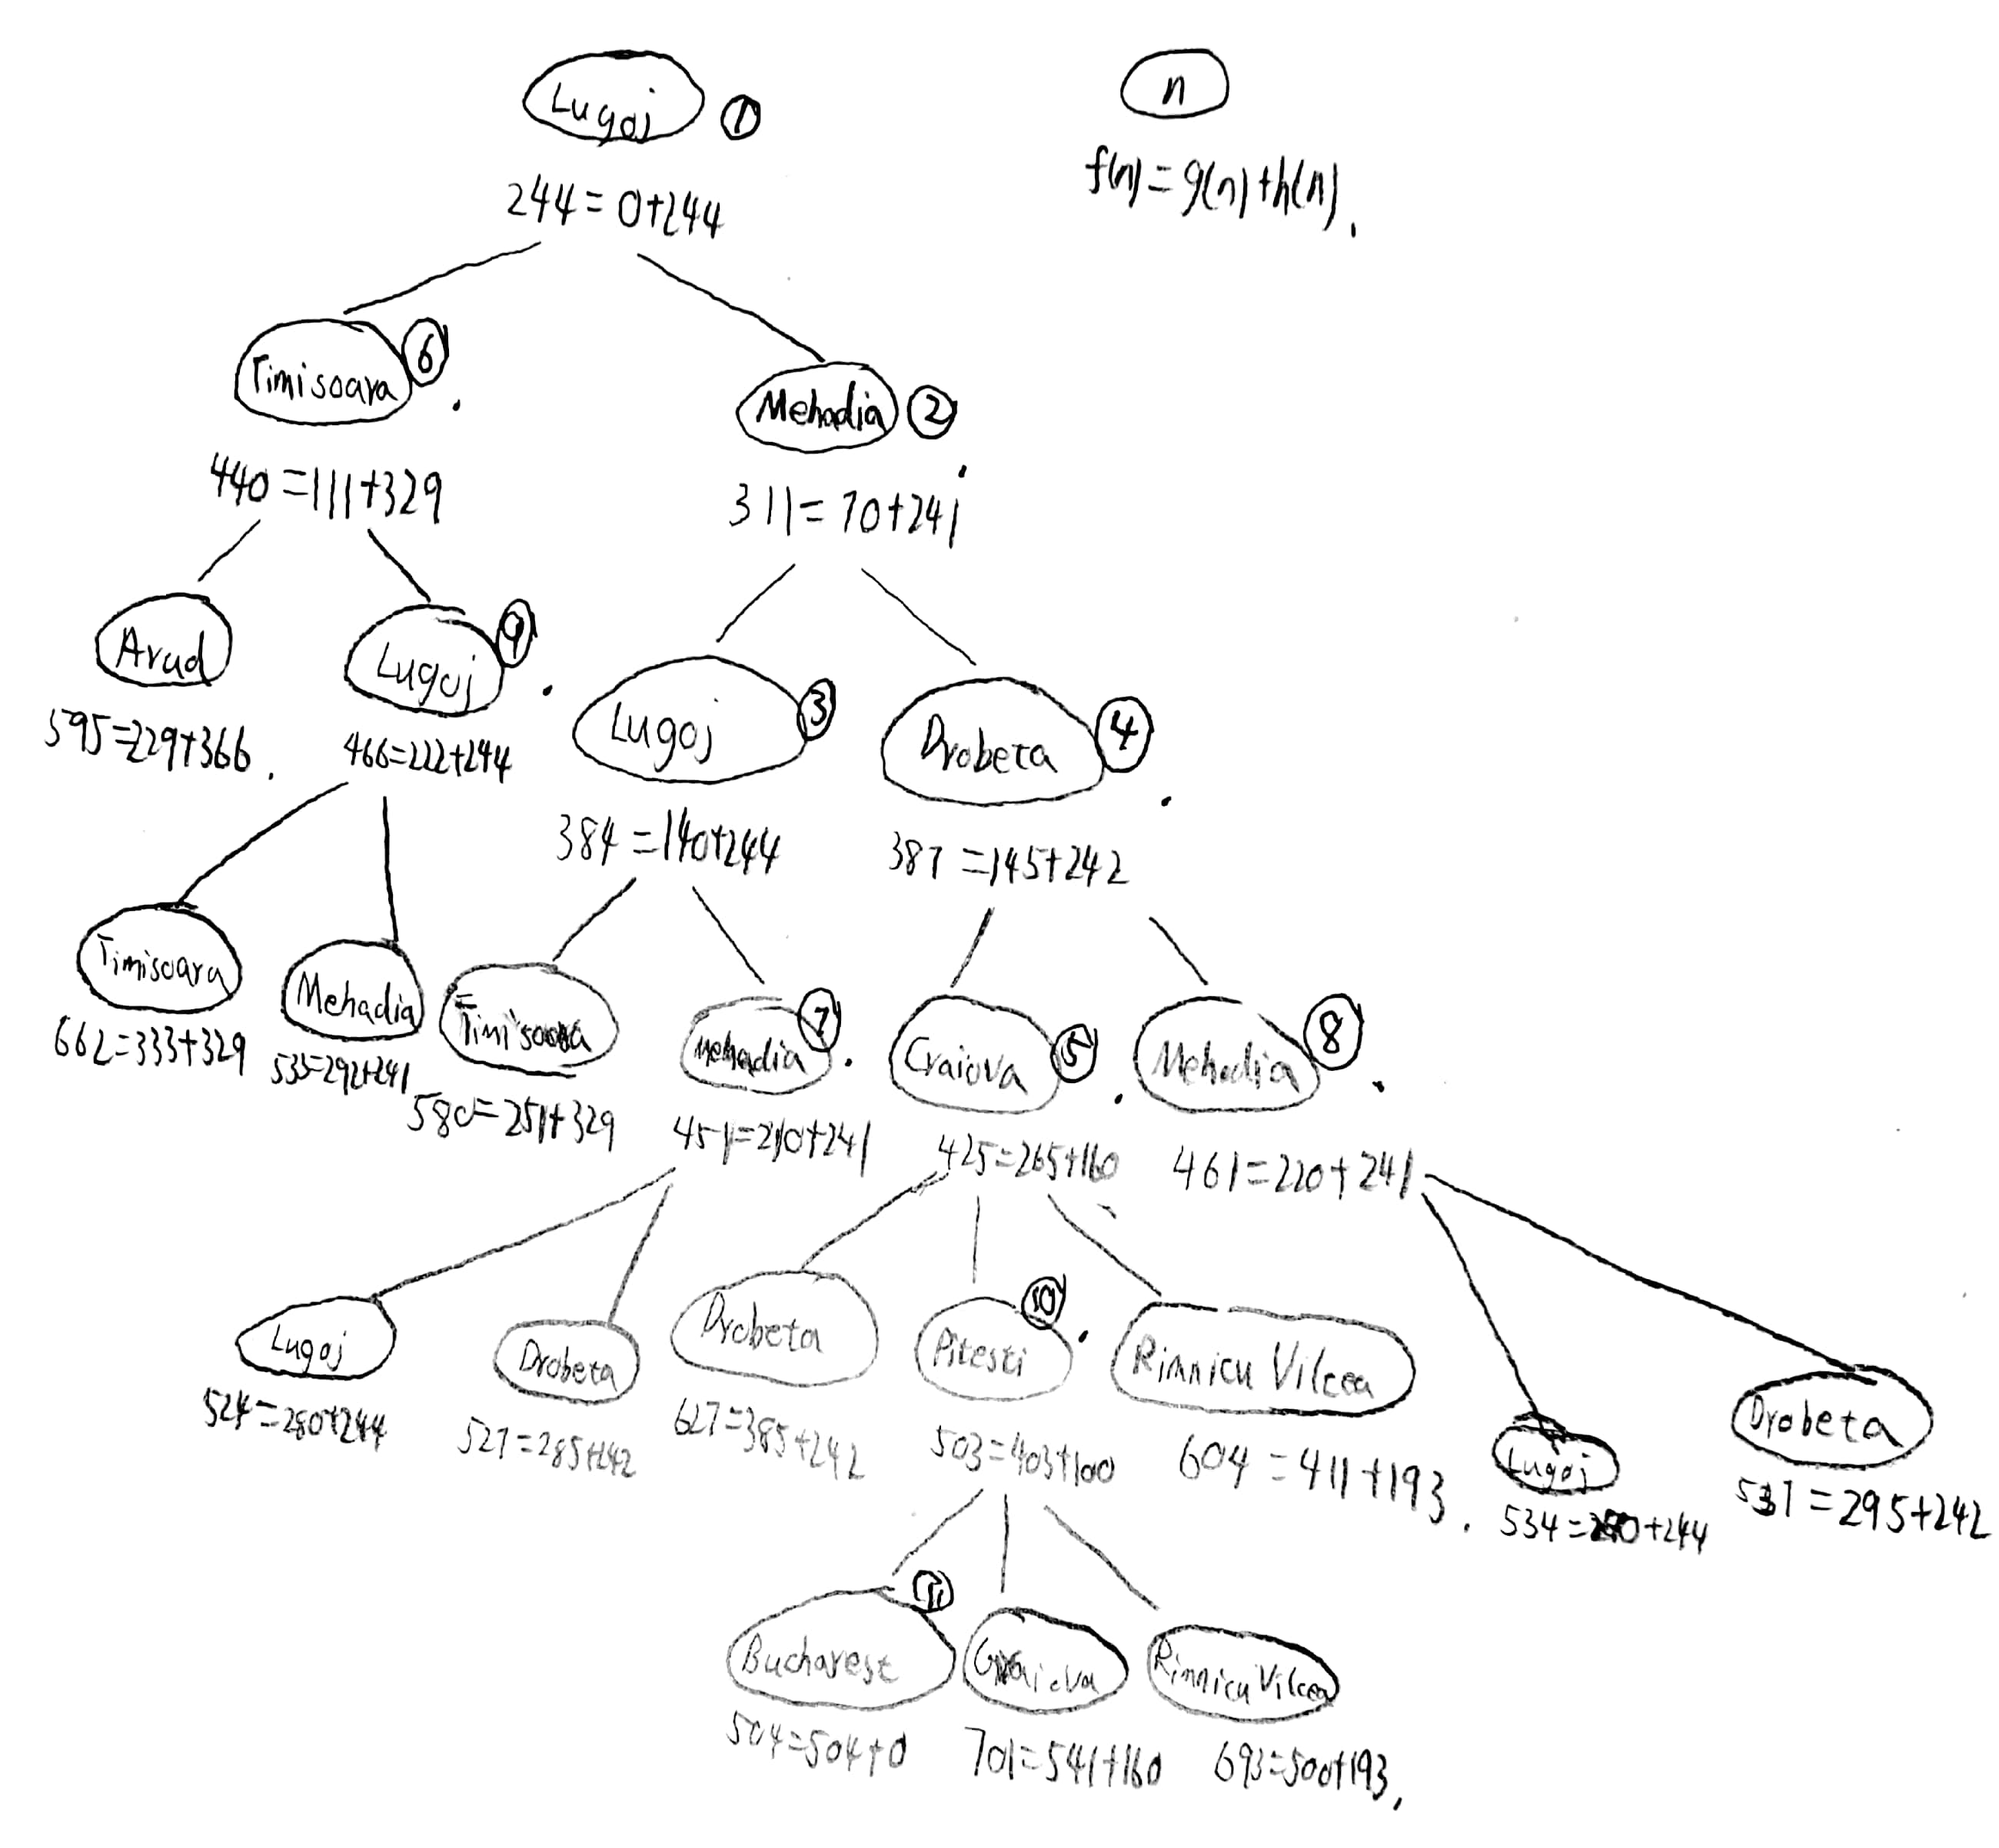 Lugoj ①
n
244=0+244
f(n)=g(n)+h(n).
Timisoara ⑥
Mehadia ②
440=111+329
311=70+241
Arad
Lugoj ⑨
Lugoj ③
Drobeta ④
595=229+366
466=222+244
384=140+244
387=145+242
Timisoara
Mehadia
Timisoara
Mehadia ⑦
Craiova ⑤
Mehadia ⑧
662=333+329
533=292+241
580=251+329
451=210+241
425=265+160
461=220+241
Lugoj
Drobeta
Drobeta
Pitesti ⑩
Rimnicu Vilcea
Lugoj
Drobeta
524=280+244
527=285+242
627=385+242
503=403+100
604=411+193.
534=290+244
537=295+242
Bucharest ⑪
Craiova
Rimnicu Vilcea
504=504+0
701=541+160
693=500+193.